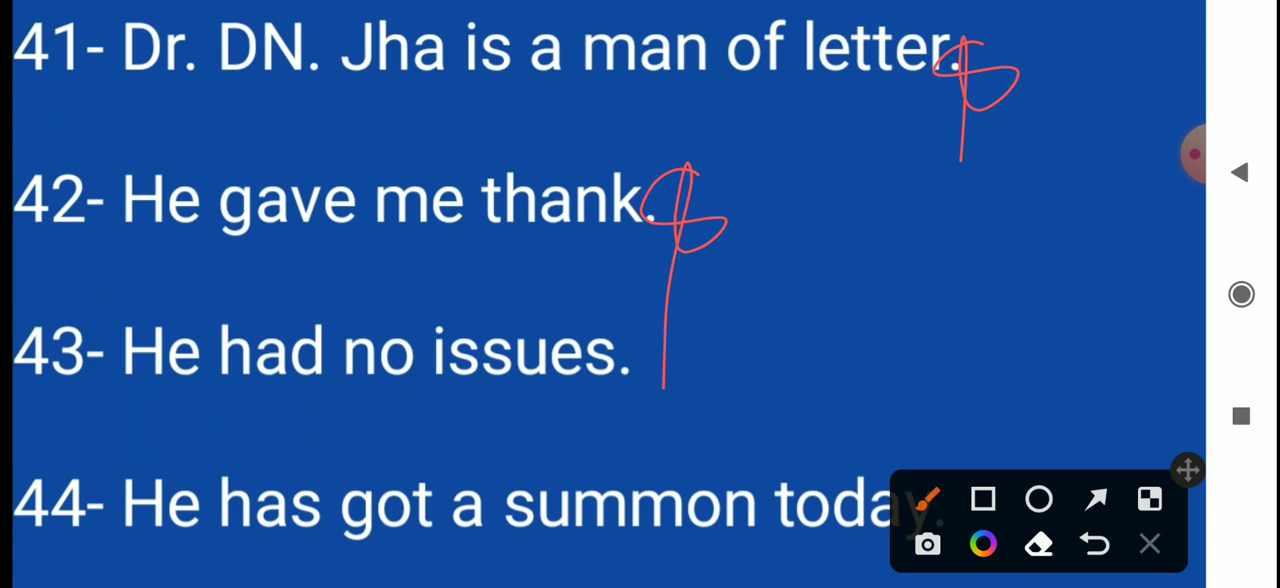 41- Dr. DN. Jha is a man of letter.
42- He gave me thank.
43- He had no issues.
44- He has got a summon today.